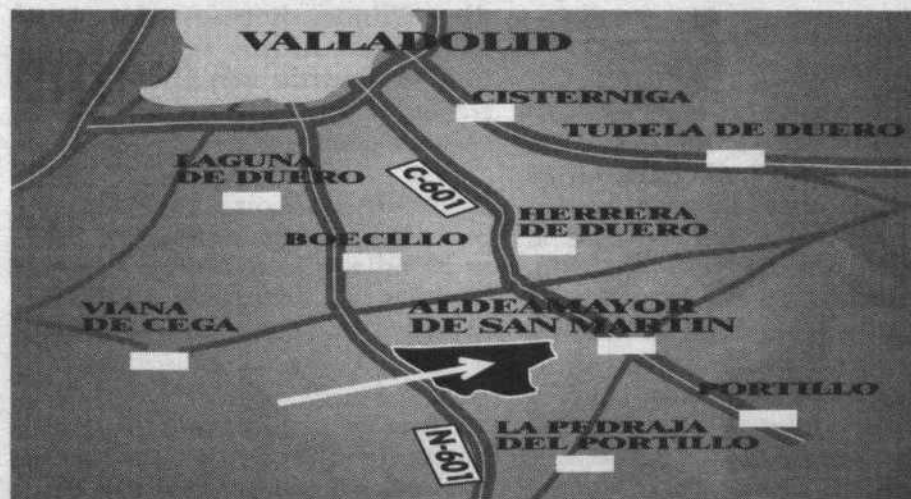 VALLADOLID
CISTERNIGA
TUDELA DE DUERO
LAGUNA
DE DUERO
C-601
HERRERA
DE DUERO
BOECILLO
VIANA
DE CEGA
ALDEAMAYOR
DE SAN MARTIN
PORTILLO
LA PEDRAJA
DEL PORTILLO
N-601